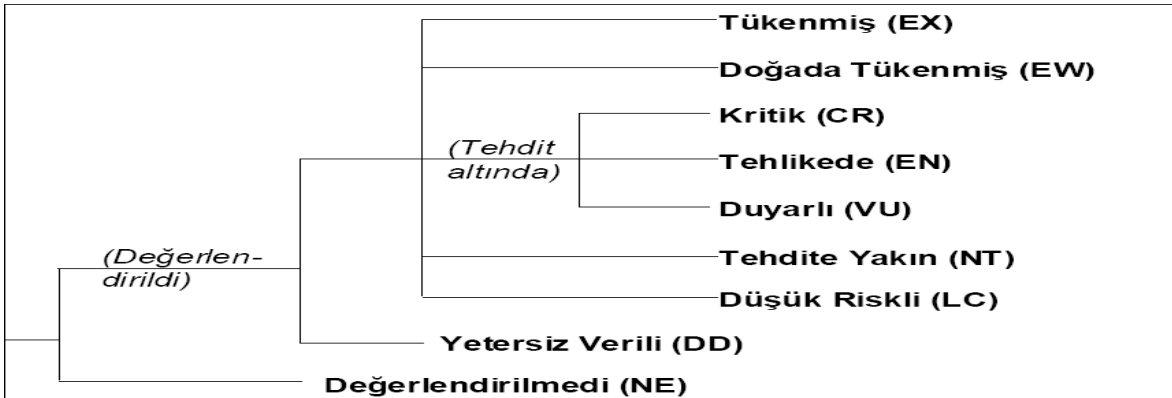 Tükenmiş (EX)
Doğada Tükenmiş (EW)
Kritik (CR)
(Tehdit
altında)
Tehlikede (EN)
Duyarlı (VU)
(Değerlen-
dirildi)
Tehdite Yakın (NT)
Düşük Riskli (LC)
Yetersiz Verili (DD)
Değerlendirilmedi (NE)